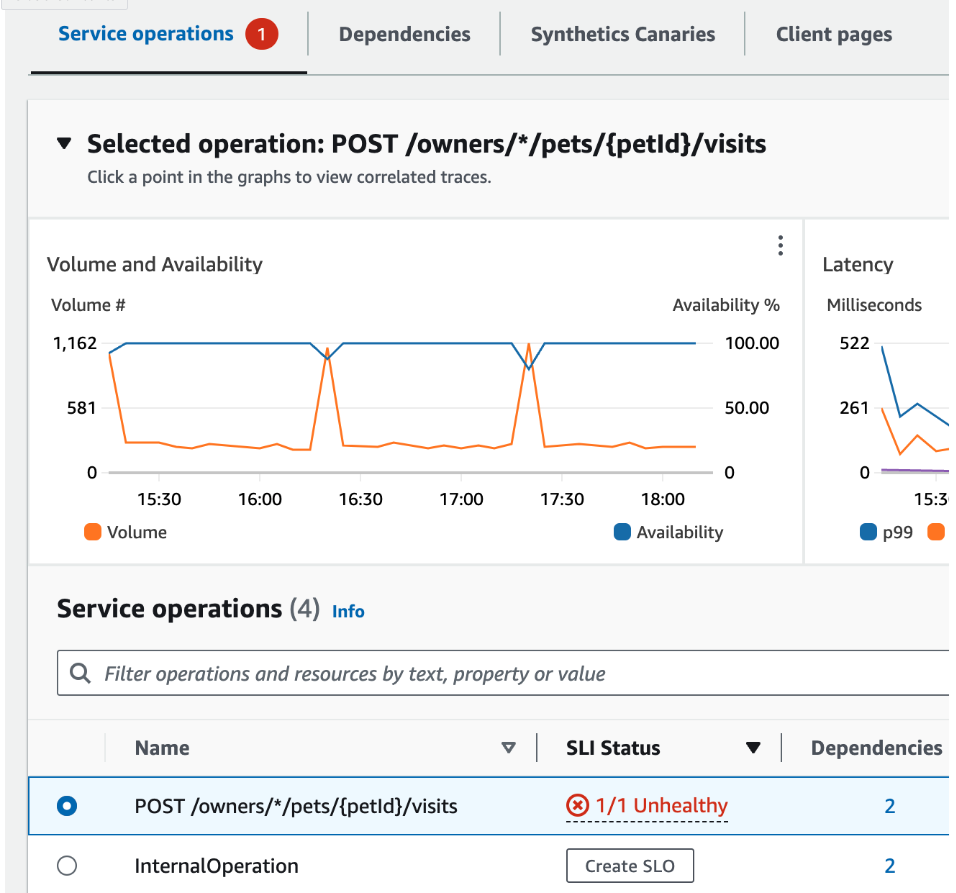 Service operations 1 Dependencies Synthetics Canaries Client pages
Selected operation: POST /owners/*/pets/{petId}/visits
Click a point in the graphs to view correlated traces.
Volume and Availability
Volume # Availability %
1,162 100.00
581 50.00
0 0
15:30 16:00 16:30 17:00 17:30 18:00
Volume Availability
Latency
Milliseconds
522
261
0
15:3
p99
Service operations (4) Info
Filter operations and resources by text, property or value
Name SLI Status Dependencies
POST /owners/*/pets/{petId}/visits 1/1 Unhealthy 2
InternalOperation Create SLO 2